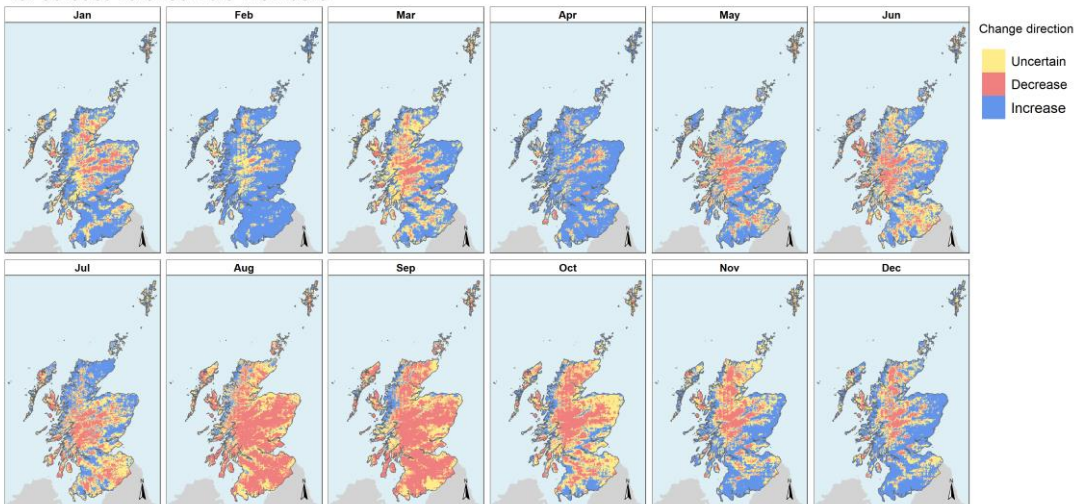 Jan
Feb
Mar
Apr
May
Jun
Change direction
Uncertain
Decrease
Increase
Jul
Aug
Sep
Oct
Nov
Dec